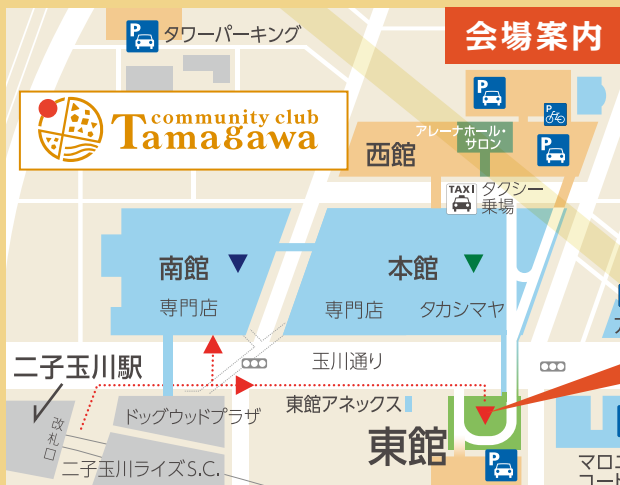 会場案内
P タワーパーキング
community club
Tamagawa
P
アレーナホール・
サロン
P
西館
TAXI
タクシー
乗場
南館
本館
専門店
専門店
タカシマヤ
二子玉川駅
玉川通り
改札口
ドッグウッドプラザ
東館アネックス
東館
二子玉川ライズS.C.
P
マロニ
コート